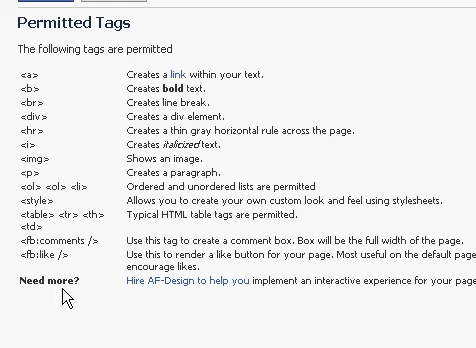 Permitted Tags
The following tags are permitted
<a> Creates a link within your text.
<b> Creates bold text.
<br> Creates line break.
<div> Creates a div element.
<hr> Creates a thin gray horizontal rule across the page.
<i> Creates italicized text.
<img> Shows an image.
<p> Creates a paragraph.
<ol> <ol> <li> Ordered and unordered lists are permitted
<style> Allows you to create your own custom look and feel using stylesheets.
<table> <tr> <th> Typical HTML table tags are permitted.
<td>
<fb:comments /> Use this tag to create a comment box. Box will be the full width of the page.
<fb:like /> Use this to render a like button for your page. Most useful on the default page
encourage likes.
Need more? Hire AF-Design to help you implement an interactive experience for your page